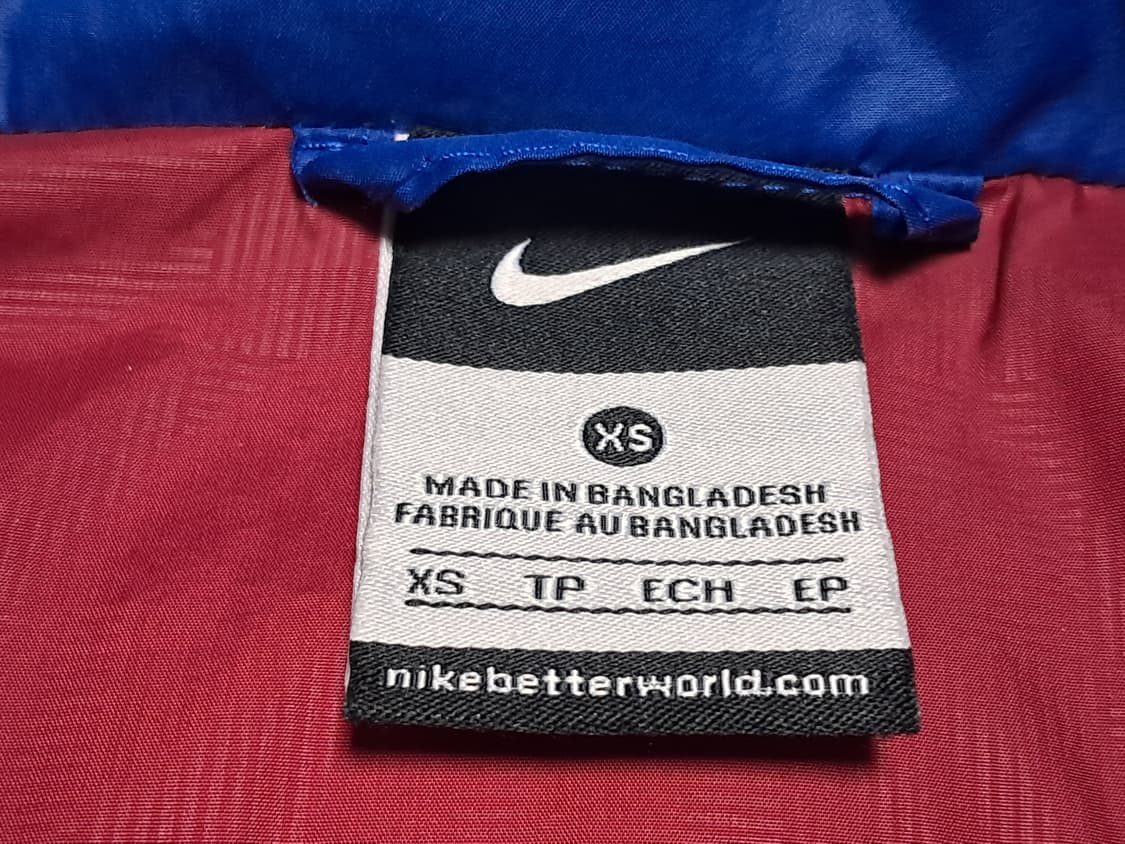 XS
MADE IN BANGLADESH
FABRIQUE AU BANGLADESH
XS TP ECH EP
nikebetterworld.com